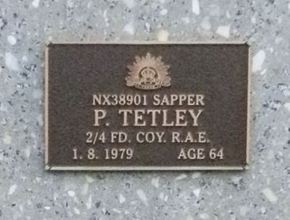 NX38901 SAPPER
P. TETLEY
2/4 FD. COY. R.A.E.
1. 8. 1979 AGE 64